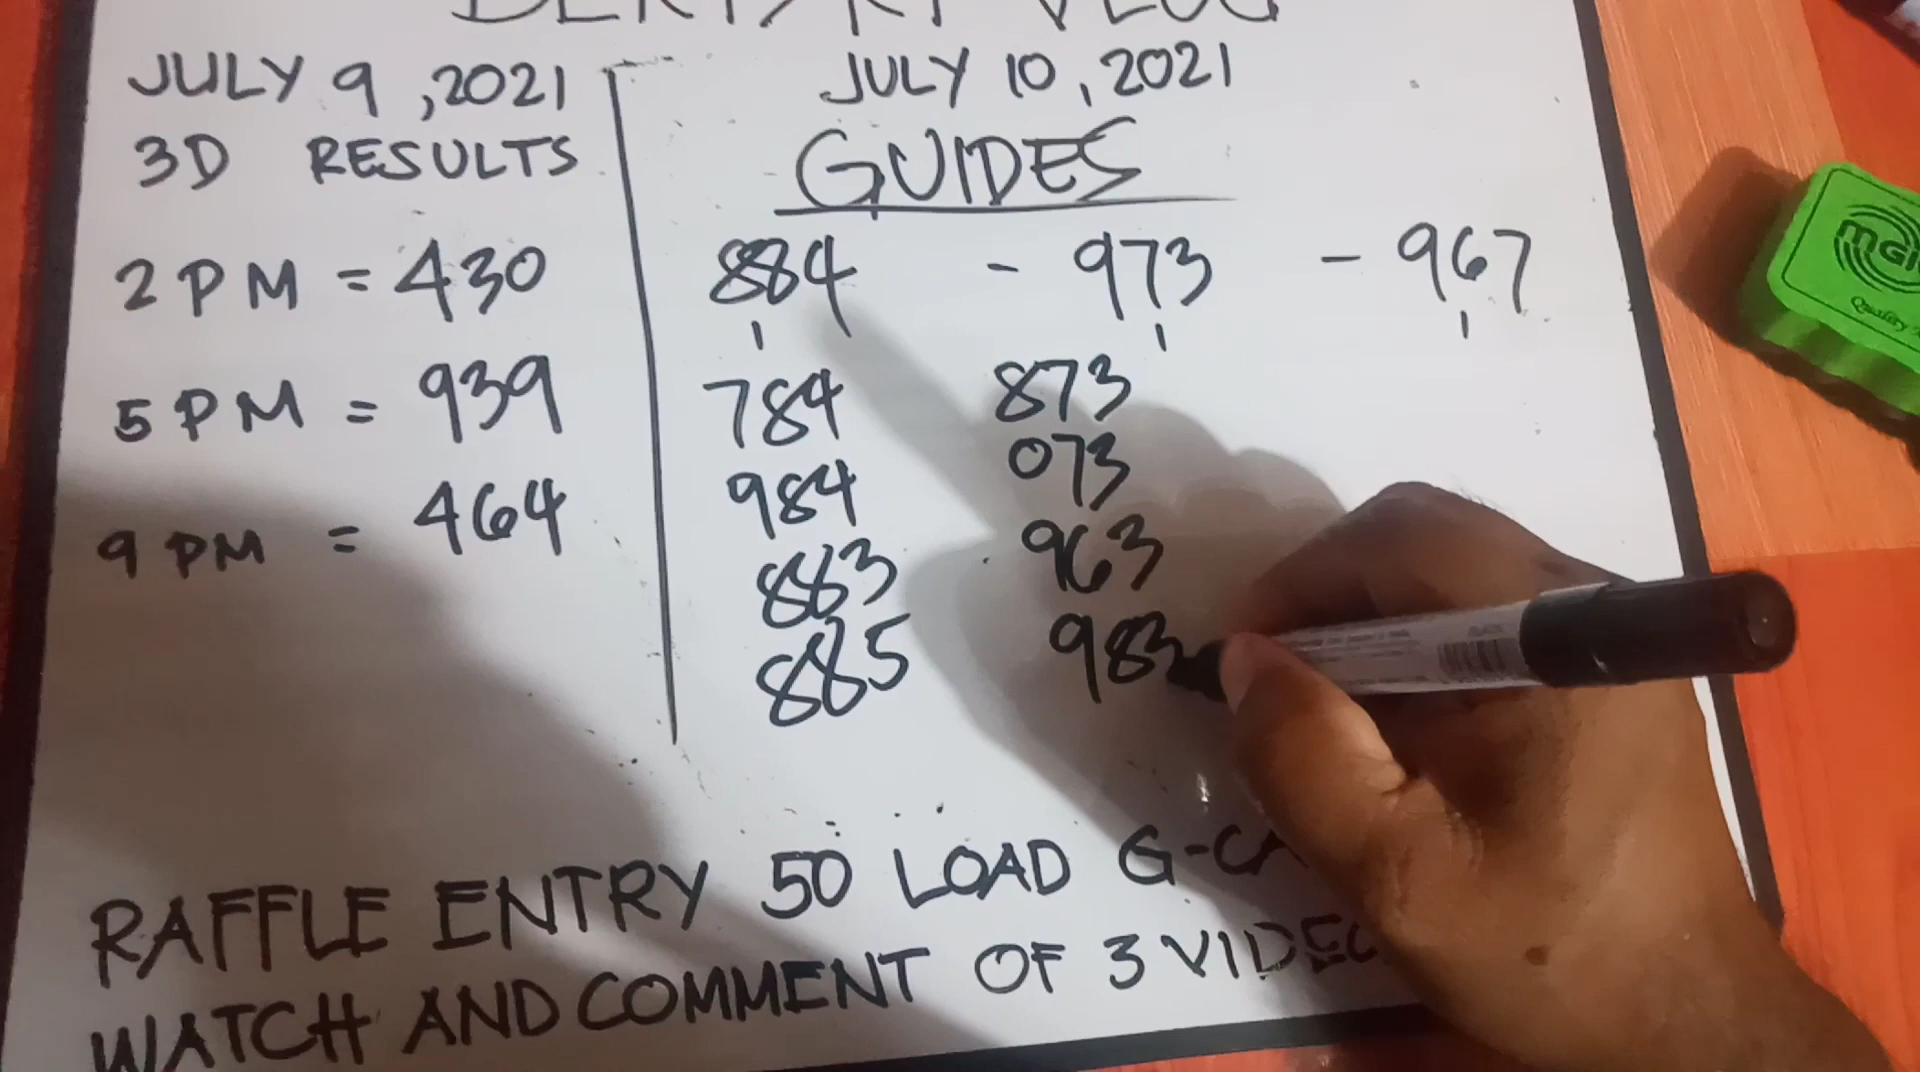 JULY 9, 2021
3D RESULTS
2 PM = 430
5 PM = 939
9 PM = 464
JULY 10, 2021
GUIDES
884 - 973 - 967
784 873
984 073
883 963
885 983
RAFFLE ENTRY 50 LOAD
WATCH AND COMMENT OF 3
Quality